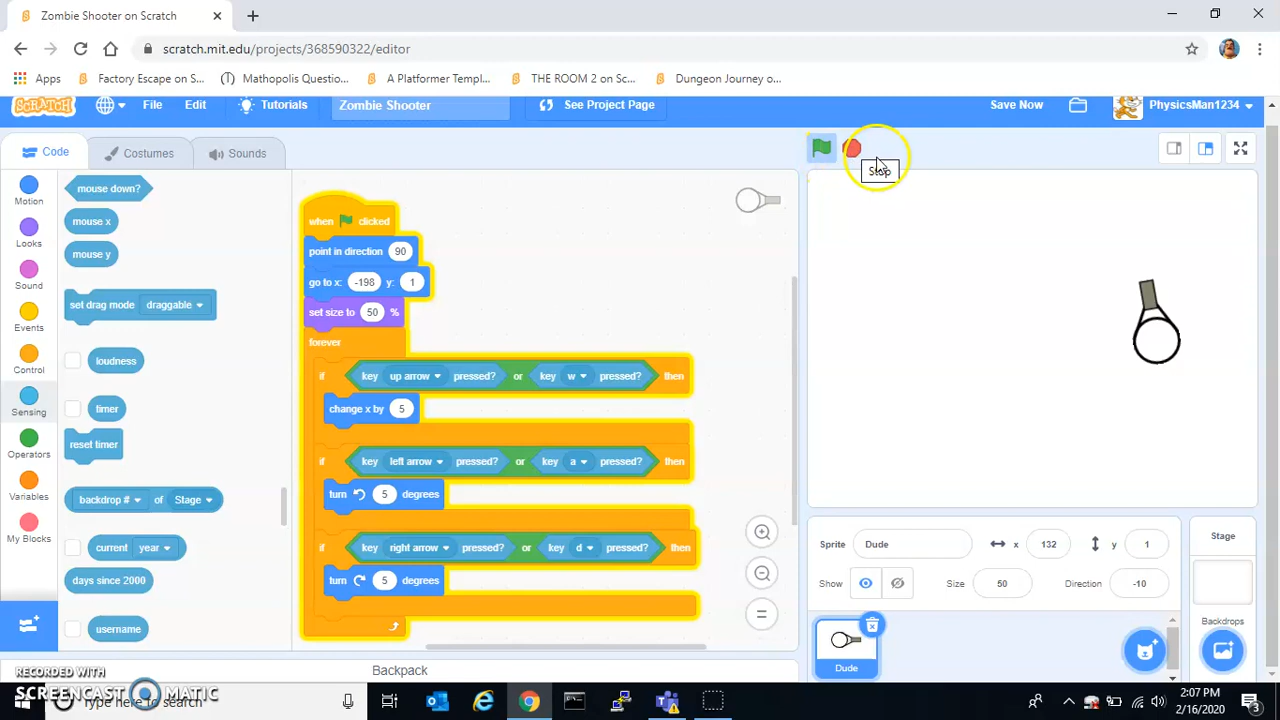 Zombie Shooter on Scratch
scratch.mit.edu/projects/368590322/editor
Apps
Factory Escape on S...
Mathopolis Questio...
A Platformer Templ...
THE ROOM 2 on Sc...
Dungeon Journey o...
SCRATCH
File
Edit
Tutorials
Zombie Shooter
See Project Page
Save Now
PhysicsMan1234
Code
Costumes
Sounds
Stop
Motion
Looks
Sound
Events
Control
Sensing
Operators
Variables
My Blocks
mouse down?
mouse x
mouse y
set drag mode draggable
loudness
timer
reset timer
backdrop # of Stage
current year
days since 2000
username
when clicked
point in direction 90
go to x: -198 y: 1
set size to 50 %
forever
if key up arrow pressed? or key w pressed? then
change x by 5
if key left arrow pressed? or key a pressed? then
turn 5 degrees
if key right arrow pressed? or key d pressed? then
turn 5 degrees
Sprite Dude x 132 y 1
Show Size 50 Direction -10
Dude
Stage
Backdrops
Backpack
RECORDED WITH
SCREENCAST MATIC
Type here to search
2:07 PM
2/16/2020
3